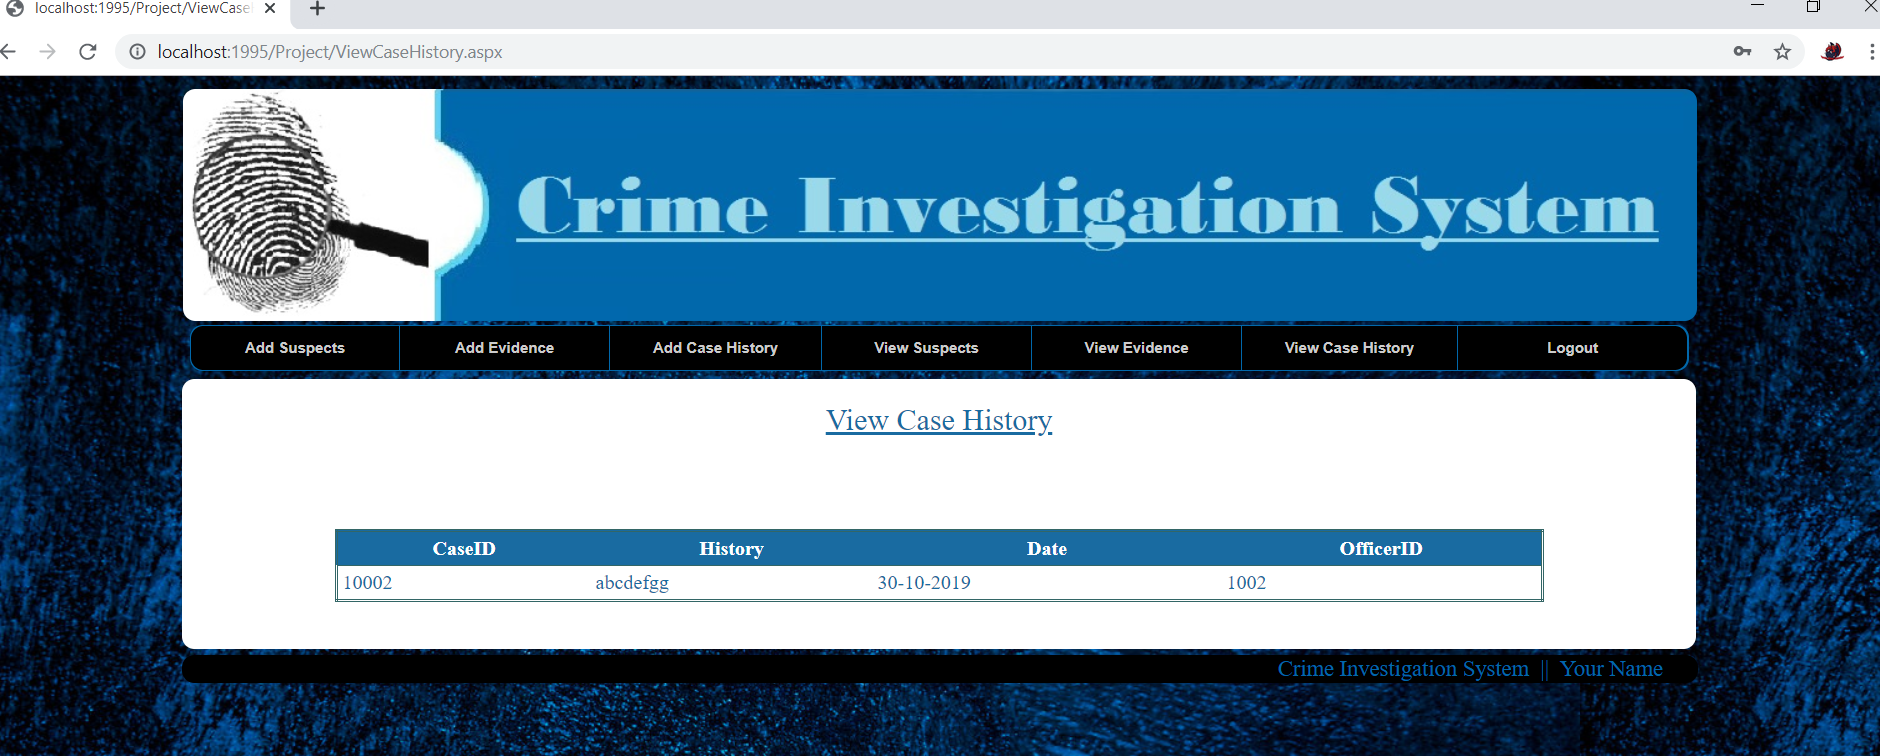 localhost:1995/Project/ViewCase
localhost:1995/Project/ViewCaseHistory.aspx
Crime Investigation System
Add Suspects Add Evidence Add Case History View Suspects View Evidence View Case History Logout
View Case History
CaseID History Date OfficerID
10002 abcdefgg 30-10-2019 1002
Crime Investigation System || Your Name